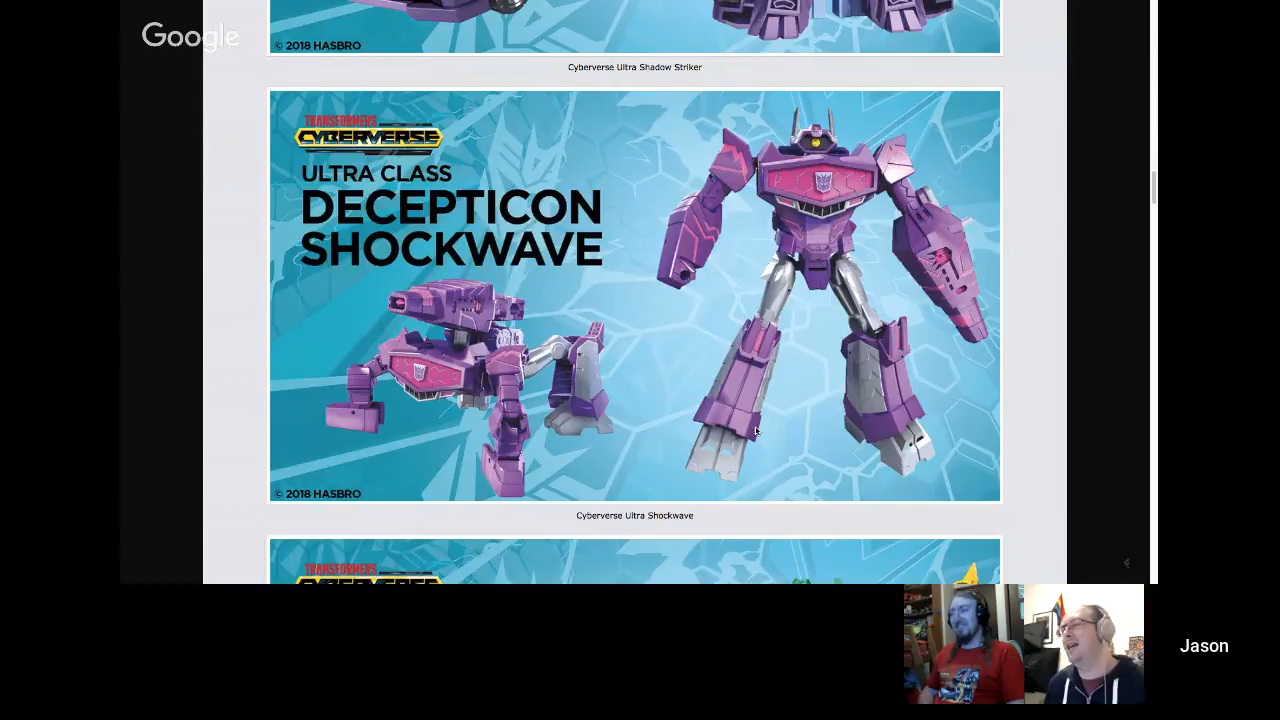 Google
© 2018 HASBRO
Cyberverse Ultra Shadow Striker
TRANSFORMERS
CYBERVERSE
ULTRA CLASS
DECEPTICON
SHOCKWAVE
© 2018 HASBRO
Cyberverse Ultra Shockwave
TRANSFORMERS
CYBERVERSE
Jason